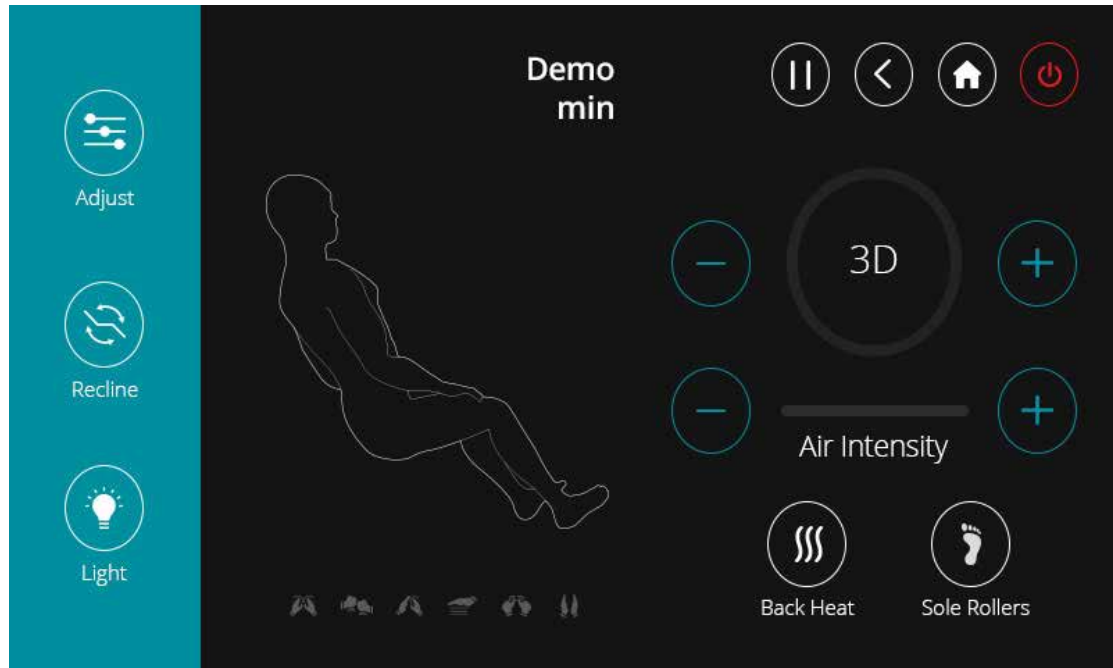 Demo
min
Adjust
3D
Recline
Air Intensity
Light
Back Heat
Sole Rollers